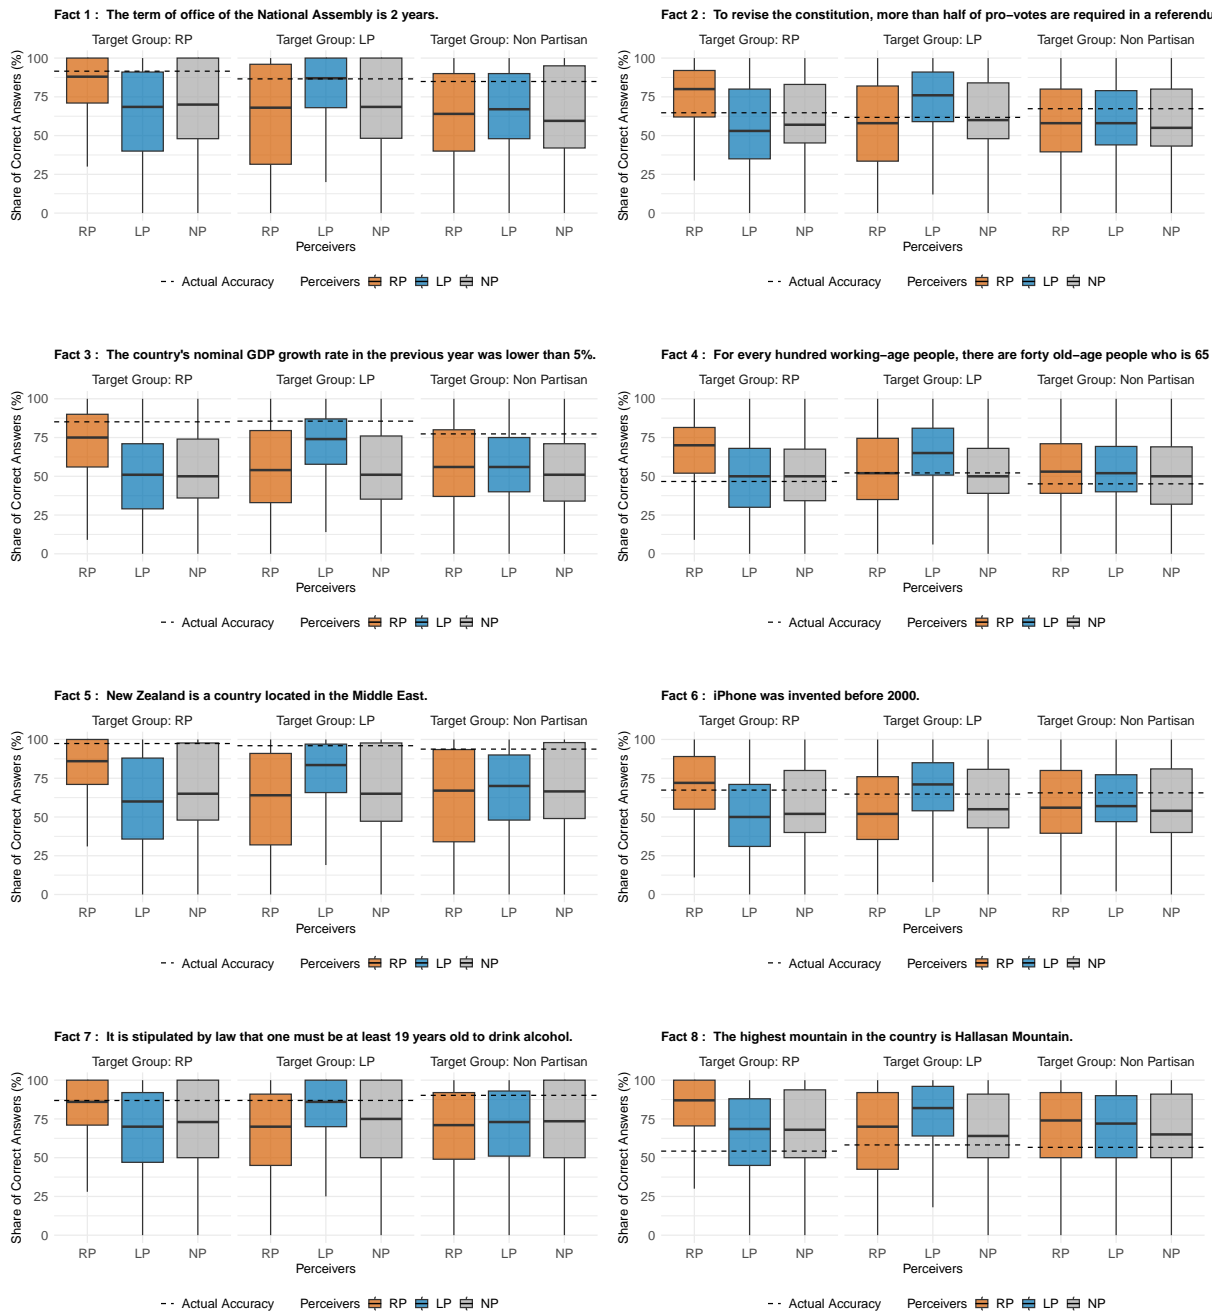 Fact 1 :  The term of office of the National Assembly is 2 years.
Target Group: RP
Target Group: LP
Target Group: Non Partisan
Share of Correct Answers (%)
100
75
50
25
0
RP LP NP RP LP NP RP LP NP
Perceivers
Actual Accuracy Perceivers RP LP NP
Fact 2 :  To revise the constitution, more than half of pro−votes are required in a referendu
Target Group: RP
Target Group: LP
Target Group: Non Partisan
Share of Correct Answers (%)
100
75
50
25
0
RP LP NP RP LP NP RP LP NP
Perceivers
Actual Accuracy Perceivers RP LP NP
Fact 3 :  The country's nominal GDP growth rate in the previous year was lower than 5%.
Target Group: RP
Target Group: LP
Target Group: Non Partisan
Share of Correct Answers (%)
100
75
50
25
0
RP LP NP RP LP NP RP LP NP
Perceivers
Actual Accuracy Perceivers RP LP NP
Fact 4 :  For every hundred working−age people, there are forty old−age people who is 65
Target Group: RP
Target Group: LP
Target Group: Non Partisan
Share of Correct Answers (%)
100
75
50
25
0
RP LP NP RP LP NP RP LP NP
Perceivers
Actual Accuracy Perceivers RP LP NP
Fact 5 :  New Zealand is a country located in the Middle East.
Target Group: RP
Target Group: LP
Target Group: Non Partisan
Share of Correct Answers (%)
100
75
50
25
0
RP LP NP RP LP NP RP LP NP
Perceivers
Actual Accuracy Perceivers RP LP NP
Fact 6 :  iPhone was invented before 2000.
Target Group: RP
Target Group: LP
Target Group: Non Partisan
Share of Correct Answers (%)
100
75
50
25
0
RP LP NP RP LP NP RP LP NP
Perceivers
Actual Accuracy Perceivers RP LP NP
Fact 7 :  It is stipulated by law that one must be at least 19 years old to drink alcohol.
Target Group: RP
Target Group: LP
Target Group: Non Partisan
Share of Correct Answers (%)
100
75
50
25
0
RP LP NP RP LP NP RP LP NP
Perceivers
Actual Accuracy Perceivers RP LP NP
Fact 8 :  The highest mountain in the country is Hallasan Mountain.
Target Group: RP
Target Group: LP
Target Group: Non Partisan
Share of Correct Answers (%)
100
75
50
25
0
RP LP NP RP LP NP RP LP NP
Perceivers
Actual Accuracy Perceivers RP LP NP